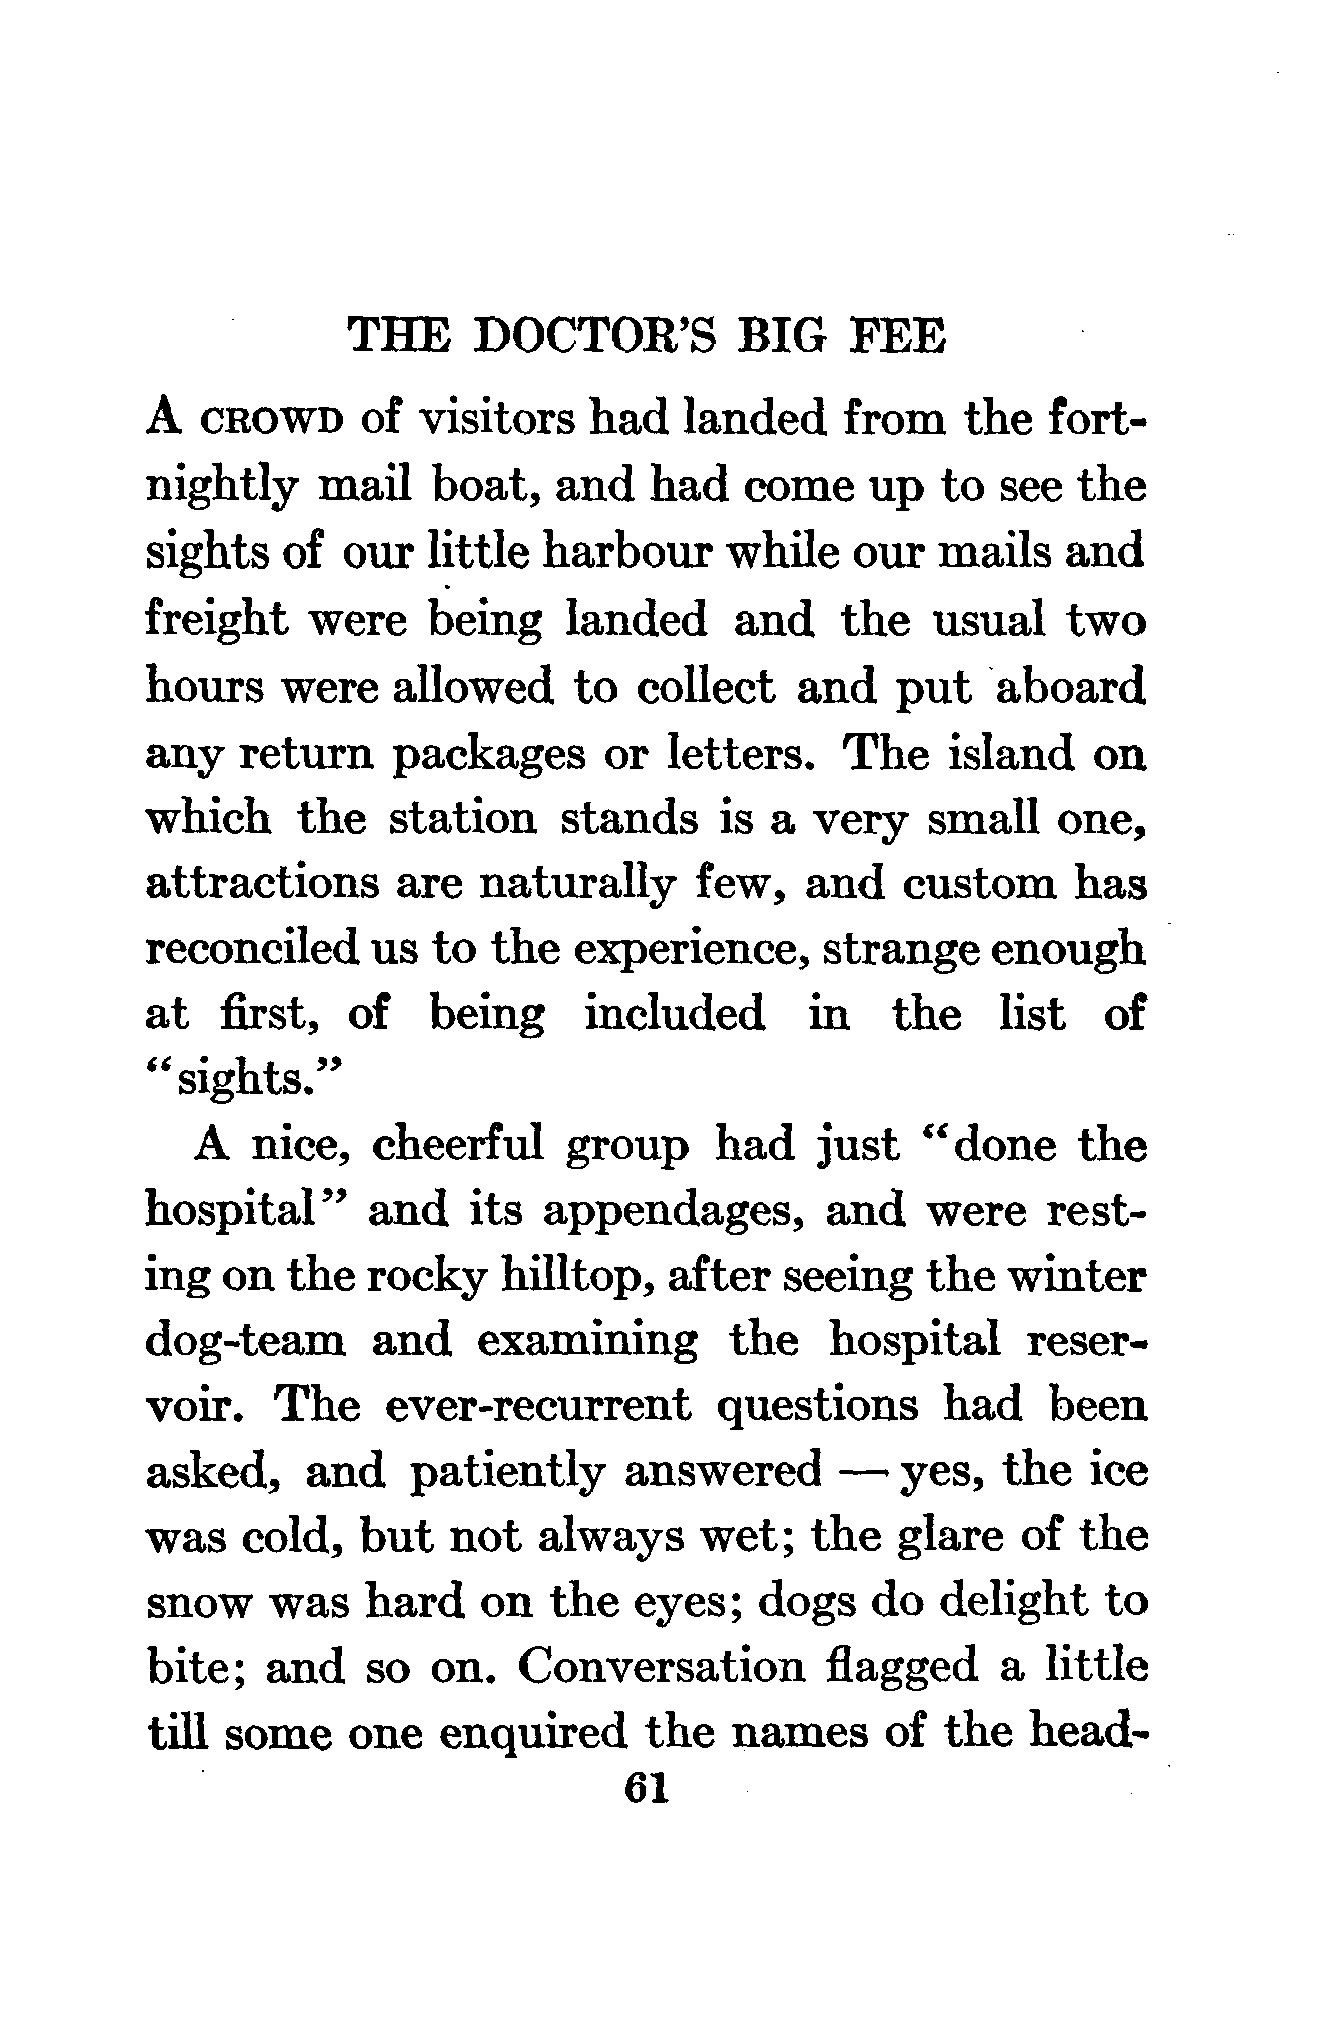 THE DOCTOR'S BIG FEE
A CROWD of visitors had landed from the fort-
nightly mail boat, and had come up to see the
sights of our little harbour while our mails and
freight were being landed and the usual two
hours were allowed to collect and put aboard
any return packages or letters. The island on
which the station stands is a very small one,
attractions are naturally few, and custom has
reconciled us to the experience, strange enough
at first, of being included in the list of
"sights."
A nice, cheerful group had just "done the
hospital" and its appendages, and were rest-
ing on the rocky hilltop, after seeing the winter
dog-team and examining the hospital reser-
voir. The ever-recurrent questions had been
asked, and patiently answered — yes, the ice
was cold, but not always wet; the glare of the
snow was hard on the eyes; dogs do delight to
bite; and so on. Conversation flagged a little
till some one enquired the names of the head-
61